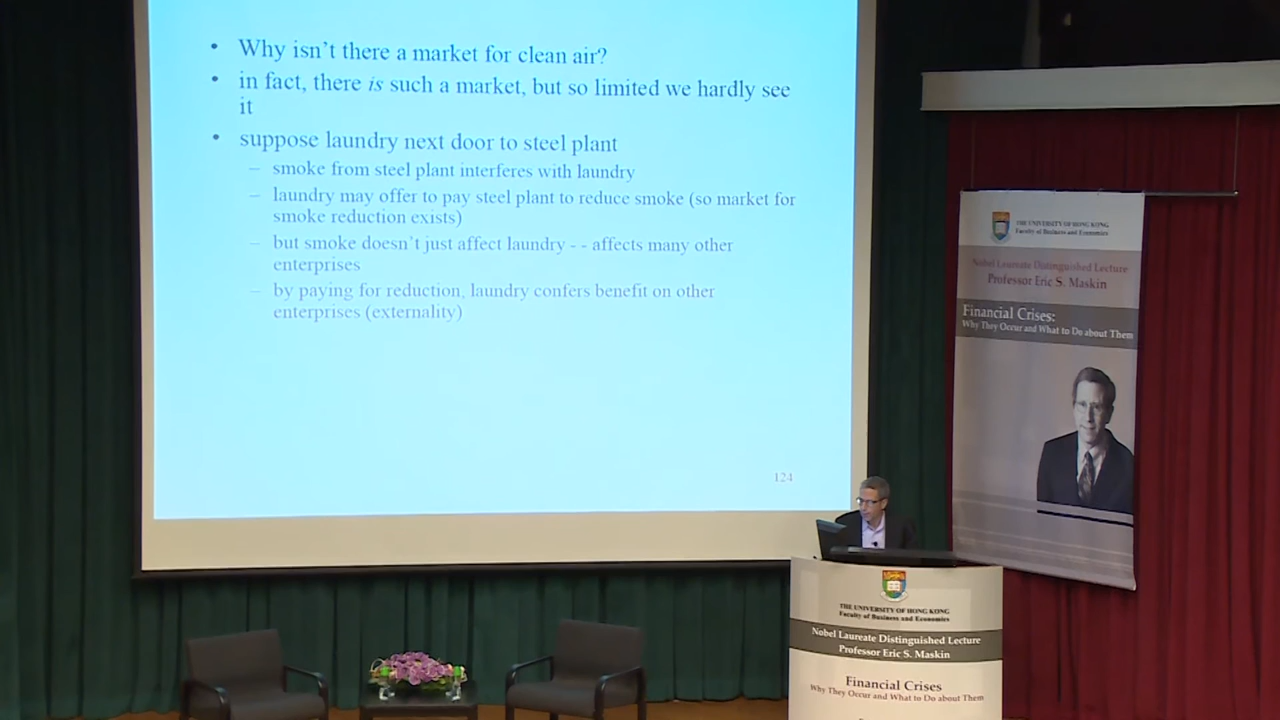 • Why isn't there a market for clean air?
• in fact, there is such a market, but so limited we hardly see
it
• suppose laundry next door to steel plant
– smoke from steel plant interferes with laundry
– laundry may offer to pay steel plant to reduce smoke (so market for
smoke reduction exists)
– but smoke doesn't just affect laundry - - affects many other
enterprises
– by paying for reduction, laundry confers benefit on other
enterprises (externality)
124
THE UNIVERSITY OF HONG KONG
Faculty of Business and Economics
Nobel Laureate Distinguished Lecture
Professor Eric S. Maskin
Financial Crises:
Why They Occur and What to Do about Them
THE UNIVERSITY OF HONG KONG
Faculty of Business and Economics
Nobel Laureate Distinguished Lecture
Professor Eric S. Maskin
Financial Crises
Why They Occur and What to Do about Them